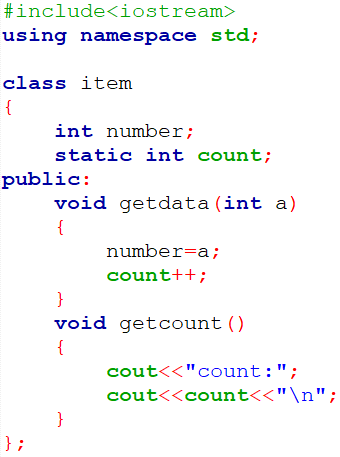 #include<iostream>
using namespace std;
class item
{
int number;
static int count;
public:
void getdata(int a)
{
number=a;
count++;
}
void getcount()
{
cout<<"count:";
cout<<count<<"\n";
}
};